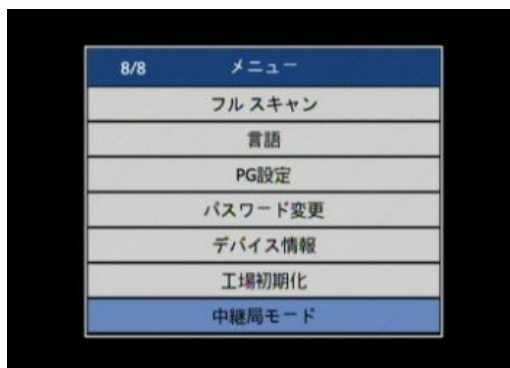 8/8 メニュー
フル スキャン
言語
PG設定
パスワード変更
デバイス情報
工場初期化
中継局モード